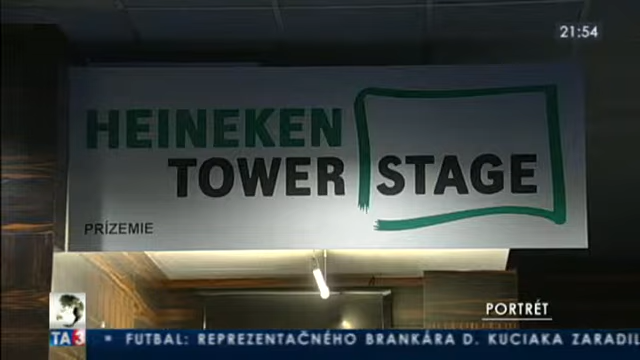 21:54
HEINEKEN
TOWER STAGE
PRÍZEMIE
PORTRÉT
TA3 FUTBAL: REPREZENTAČNÉHO BRANKÁRA D. KUCIAKA ZARADIL